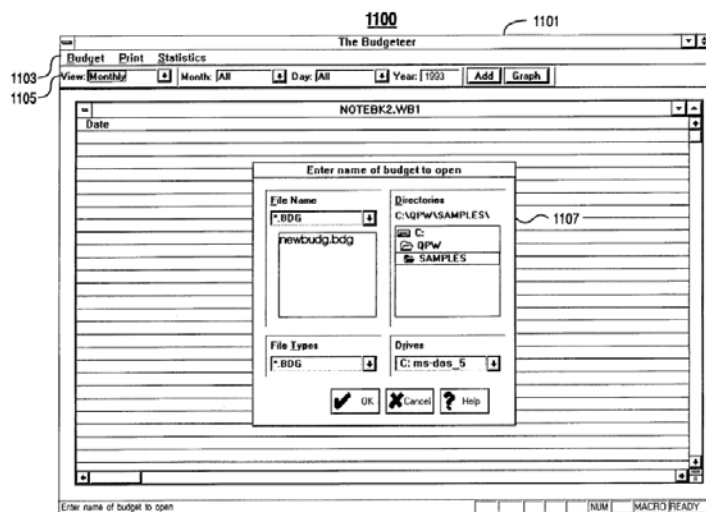 1100
1101
The Budgeteer
1103
Budget Print Statistics
1105
View: Monthly Month: All Day: All Year: 1993 Add Graph
NOTEBK2.WB1
Date
Enter name of budget to open
File Name
*.BDG
newbudg.bdg
Directories
C:\QPW\SAMPLES\
C:
QPW
SAMPLES
1107
File Types
*.BDG
Drives
C: ms-dos_5
OK Cancel ? Help
Enter name of budget to open NUM MACRO READY